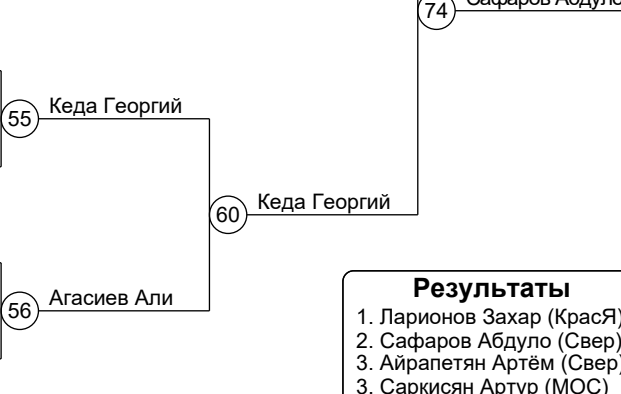 74 Сафаров Абдуло
55 Кеда Георгий
60 Кеда Георгий
56 Агасиев Али
Результаты
1. Ларионов Захар (КрасЯ)
2. Сафаров Абдуло (Свер)
3. Айрапетян Артём (Свер)
3. Саркисян Артур (МОС)